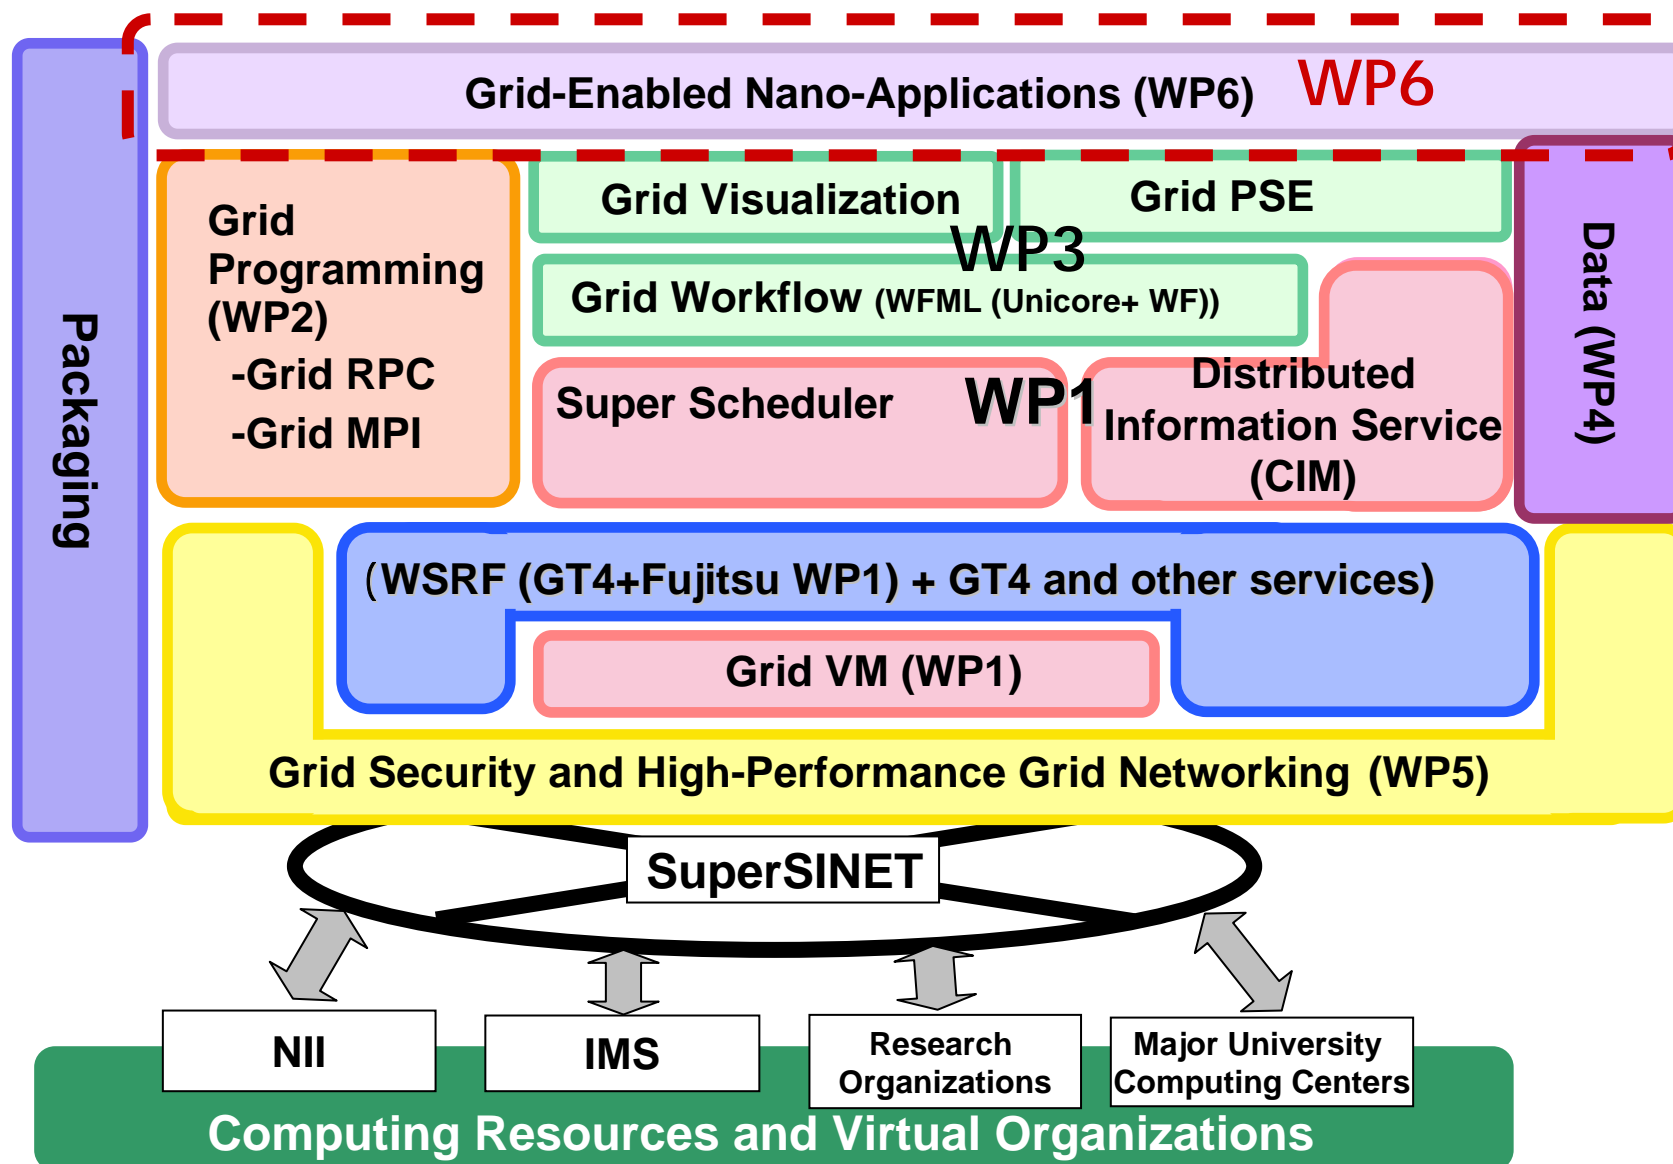 Grid-Enabled Nano-Applications (WP6) WP6
Packaging
Grid
Programming
(WP2)
-Grid RPC
-Grid MPI
Grid Visualization
Grid PSE
WP3
Grid Workflow (WFML (Unicore+ WF))
Super Scheduler
WP1
Distributed
Information Service
(CIM)
Data (WP4)
(WSRF (GT4+Fujitsu WP1) + GT4 and other services)
Grid VM (WP1)
Grid Security and High-Performance Grid Networking (WP5)
SuperSINET
NII
IMS
Research
Organizations
Major University
Computing Centers
Computing Resources and Virtual Organizations